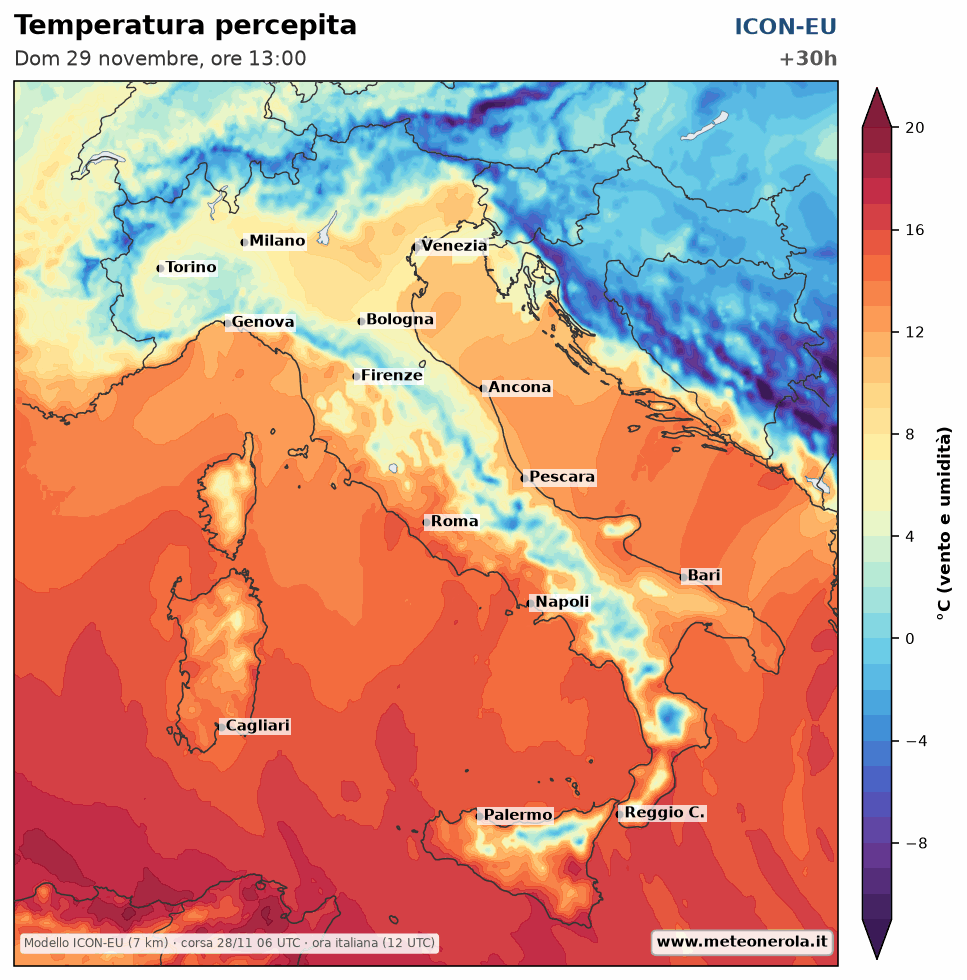 Temperatura percepita
ICON-EU
Dom 29 novembre, ore 13:00
+30h
Milano
Venezia
Torino
Genova
Bologna
Firenze
Ancona
Pescara
Roma
Bari
Napoli
Cagliari
Palermo
Reggio C.
20
16
12
8
4
0
−4
−8
°C (vento e umidità)
Modello ICON-EU (7 km) · corsa 28/11 06 UTC · ora italiana (12 UTC)
www.meteonerola.it